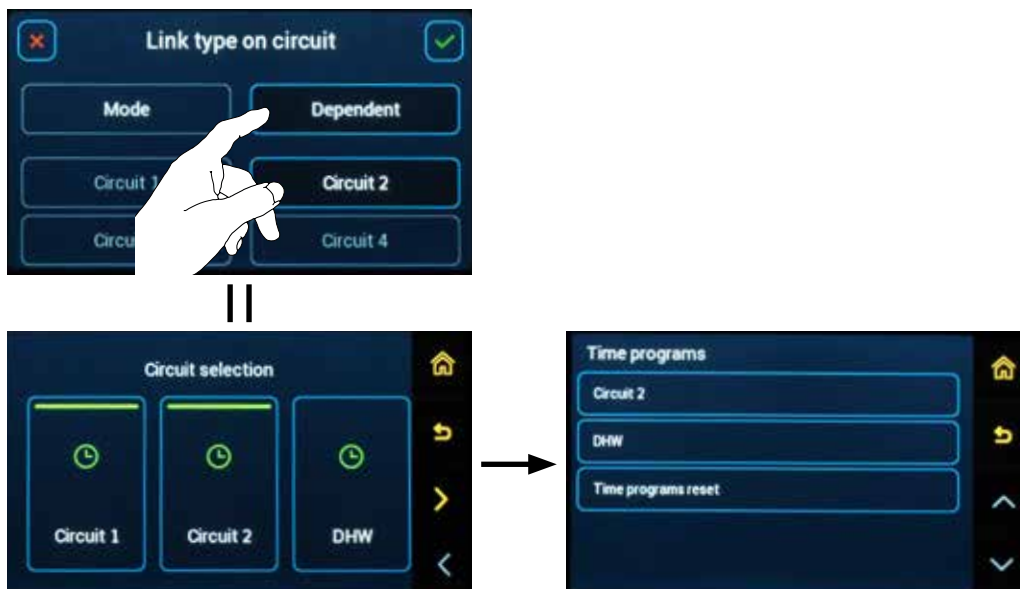 Link type on circuit
Mode
Dependent
Circuit
Circuit 2
Circuit 4
Circuit selection
Circuit 1
Circuit 2
DHW
Time programs
Circuit 2
DHW
Time programs reset